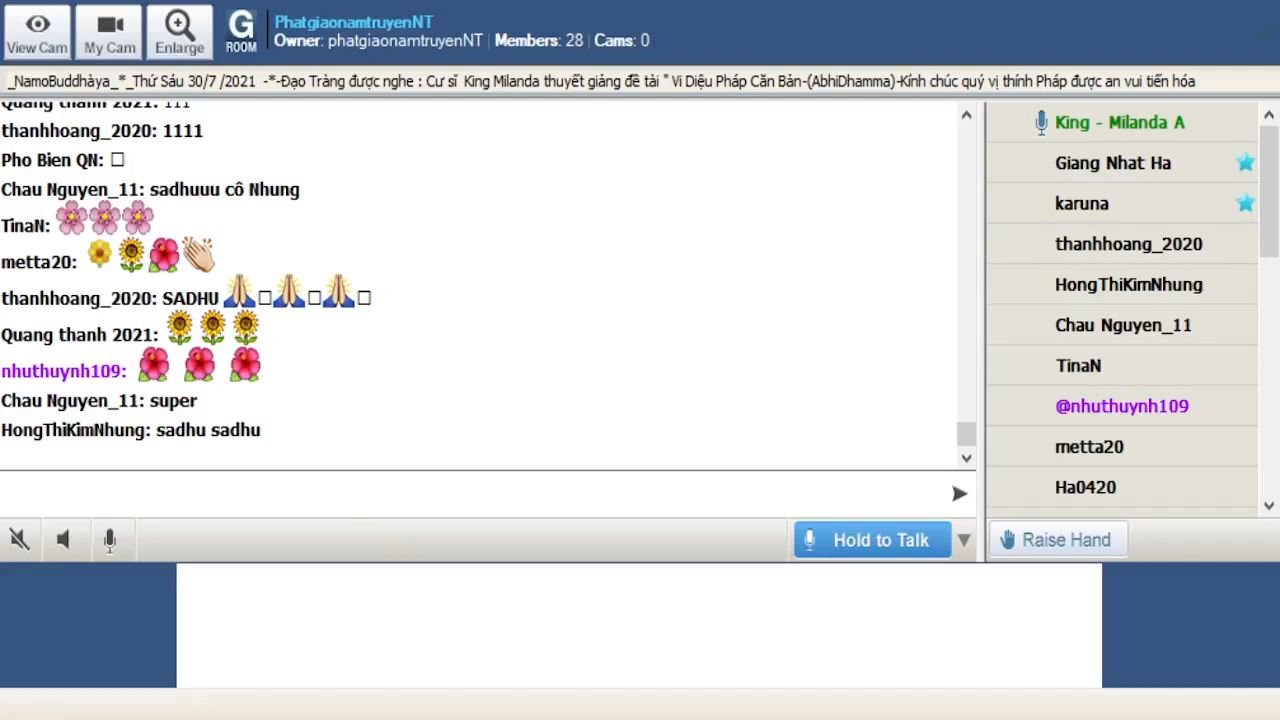 View Cam
My Cam
Enlarge
G
ROOM
PhatgiaonamtruyenNT
Owner: phatgiaonamtruyenNT | Members: 28 | Cams: 0
_NamoBuddhàya_*_Thứ Sáu 30/7 /2021 -*-Đạo Tràng được nghe : Cư sĩ King Milanda thuyết giảng đề tài " Vi Diệu Pháp Căn Bản-(AbhiDhamma)-Kính chúc quý vị thính Pháp được an vui tiến hóa
Quang thanh 2021: 111
thanhhoang_2020: 1111
Pho Bien QN:
Chau Nguyen_11: sadhuuu cô Nhung
TinaN: 🌸🌸🌸
metta20: 🌼🌻🌺👏
thanhhoang_2020: SADHU 🙏🙏🙏
Quang thanh 2021: 🌻🌻🌻
nhuthuynh109: 🌺 🌺 🌺
Chau Nguyen_11: super
HongThiKimNhung: sadhu sadhu
King - Milanda A
Giang Nhat Ha
karuna
thanhhoang_2020
HongThiKimNhung
Chau Nguyen_11
TinaN
@nhuthuynh109
metta20
Ha0420
Hold to Talk
Raise Hand